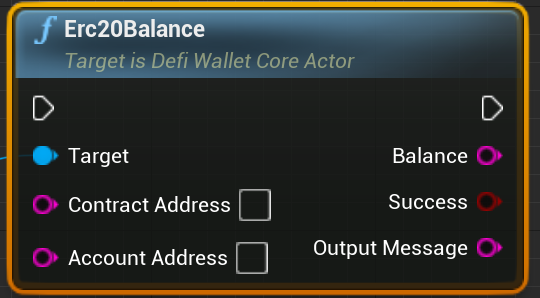 f Erc20Balance
Target is Defi Wallet Core Actor
Target
Balance
Contract Address
Success
Account Address
Output Message